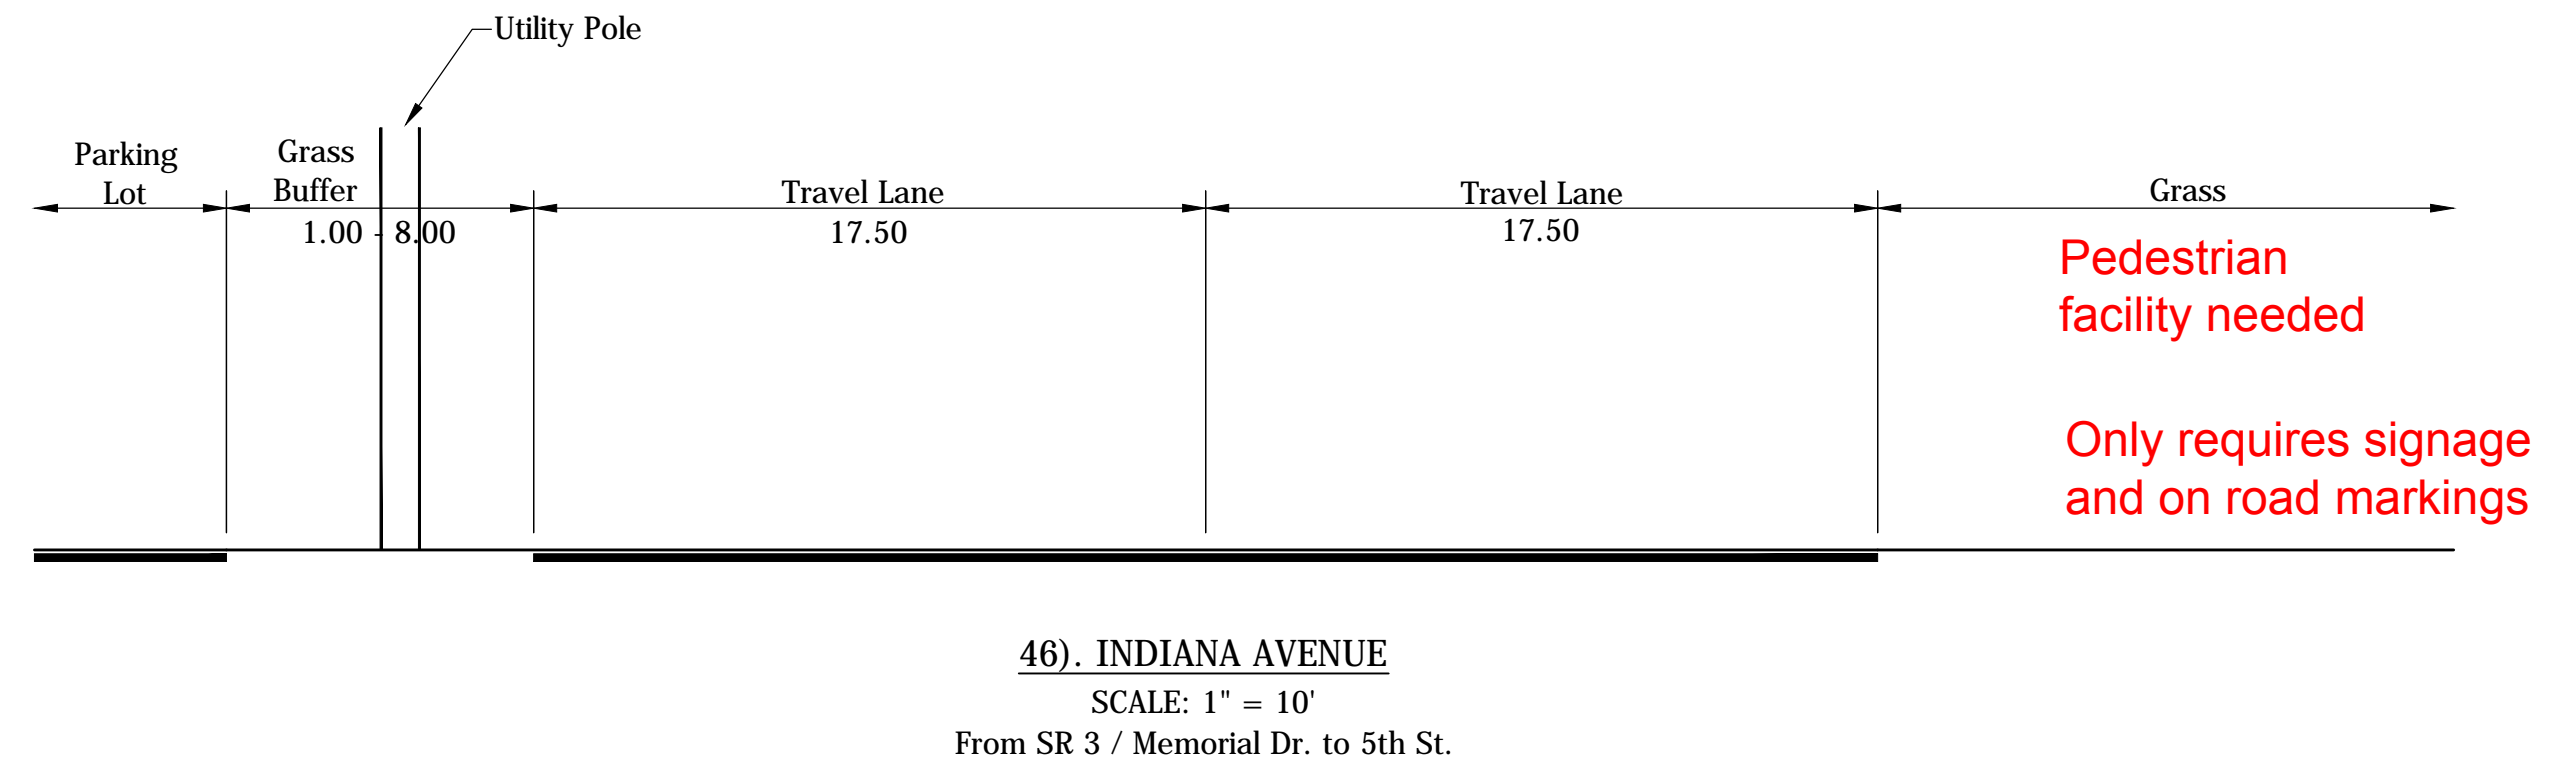 Utility Pole
Parking
Lot
Grass
Buffer
1.00 - 8.00
Travel Lane
17.50
Travel Lane
17.50
Grass
Pedestrian
facility needed
Only requires signage
and on road markings
46). INDIANA AVENUE
SCALE: 1" = 10'
From SR 3 / Memorial Dr. to 5th St.